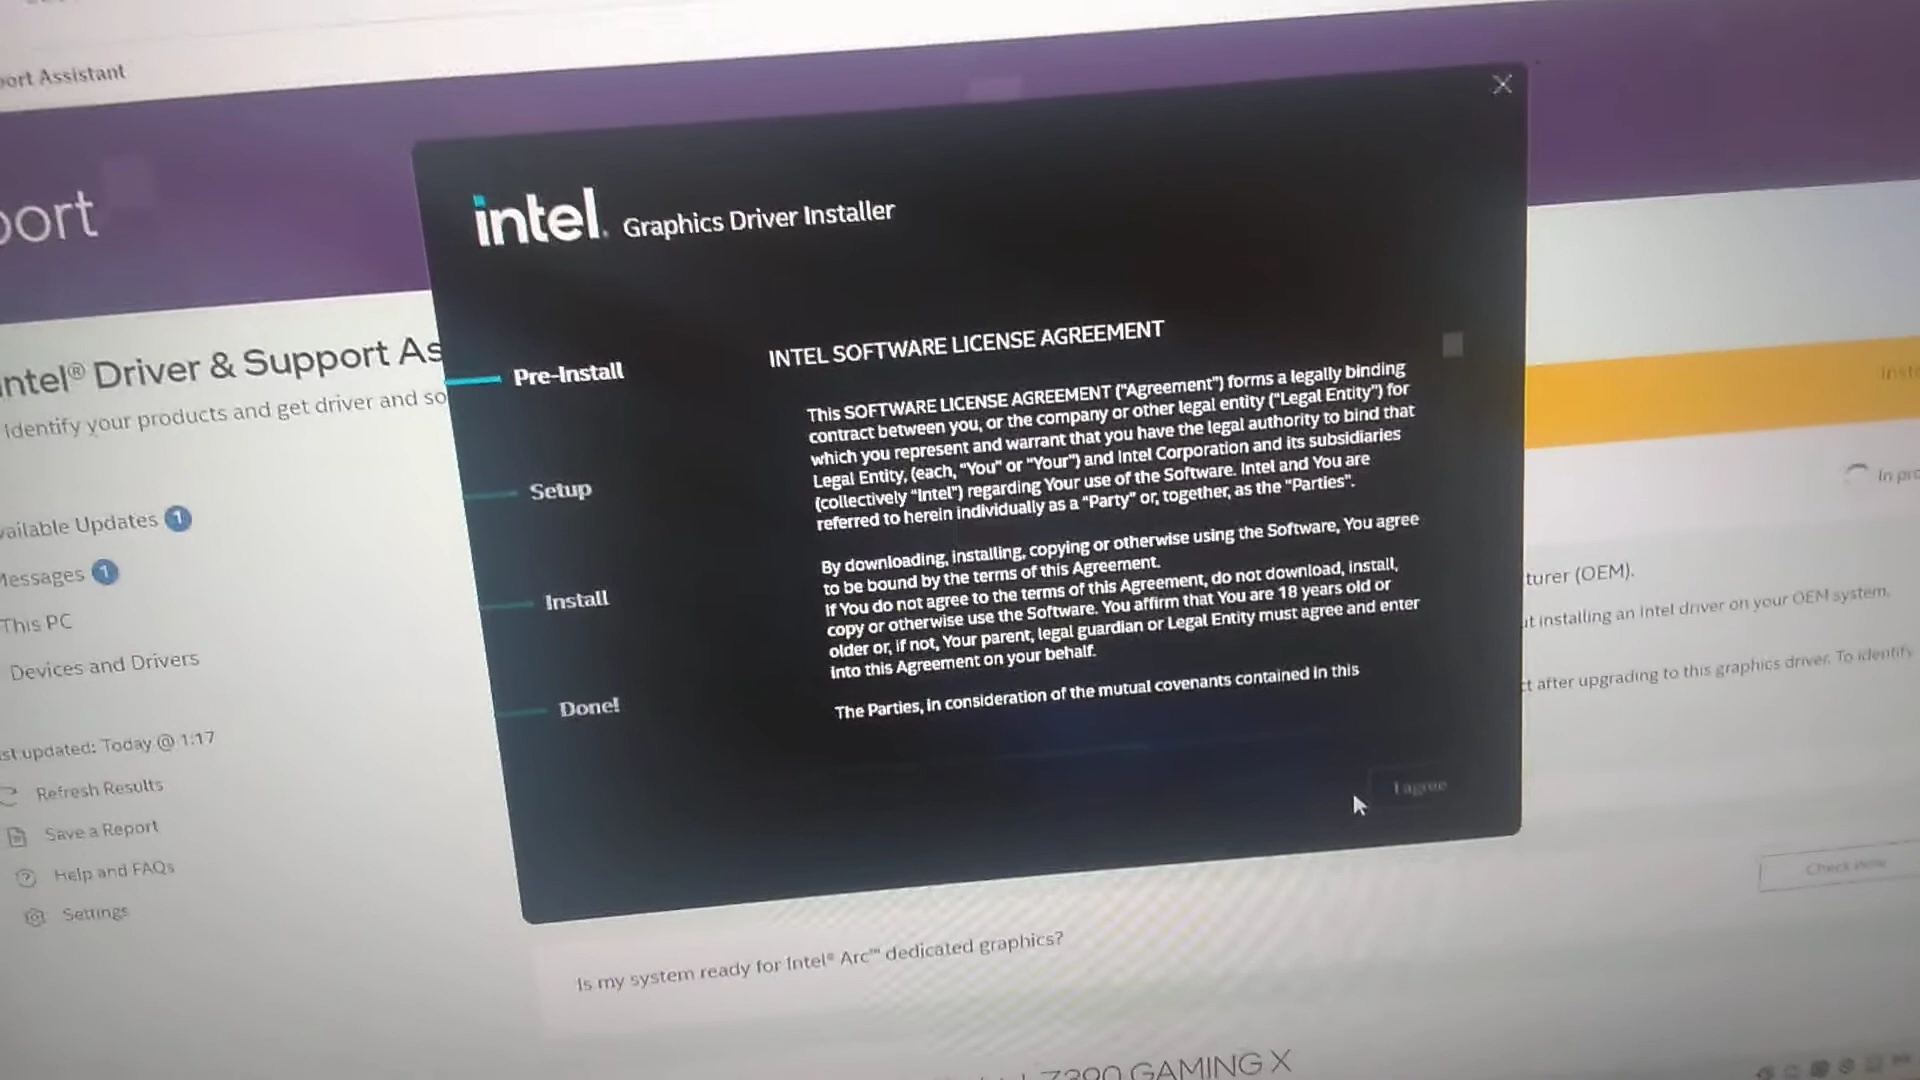 Assistant
intel. Graphics Driver Installer
Driver & Support
Identify your products and get driver and
Updates 1
1
This PC
Devices and Drivers
updated: Today @ 1:17
Refresh Results
Save a Report
Help and FAQs
Settings
Pre-Install
Setup
Install
Done!
INTEL SOFTWARE LICENSE AGREEMENT
This SOFTWARE LICENSE AGREEMENT ("Agreement") forms a legally binding
contract between you, or the company or other legal entity ("Legal Entity") for
which you represent and warrant that you have the legal authority to bind that
Legal Entity, (each, "You" or "Your") and Intel Corporation and its subsidiaries
(collectively "Intel") regarding Your use of the Software. Intel and You are
referred to herein individually as a "Party" or, together, as the "Parties".
By downloading, installing, copying or otherwise using the Software, You agree
to be bound by the terms of this Agreement.
If You do not agree to the terms of this Agreement, do not download, install,
copy or otherwise use the Software. You affirm that You are 18 years old or
older or, if not, Your parent, legal guardian or Legal Entity must agree and enter
into this Agreement on your behalf.
The Parties, in consideration of the mutual covenants contained in this
I agree
In
(OEM).
installing an Intel driver on your OEM system.
after upgrading to this graphics driver. To identify
Check
Is my system ready for Intel® Arc™ dedicated graphics?
Z390 GAMING X